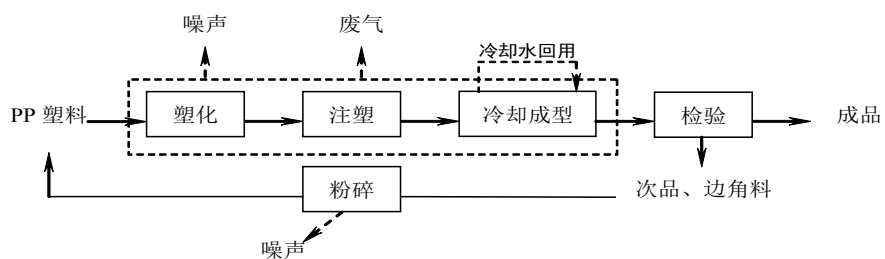 噪声
废气
冷却水回用
PP 塑料
塑化
注塑
冷却成型
检验
成品
粉碎
次品、边角料
噪声